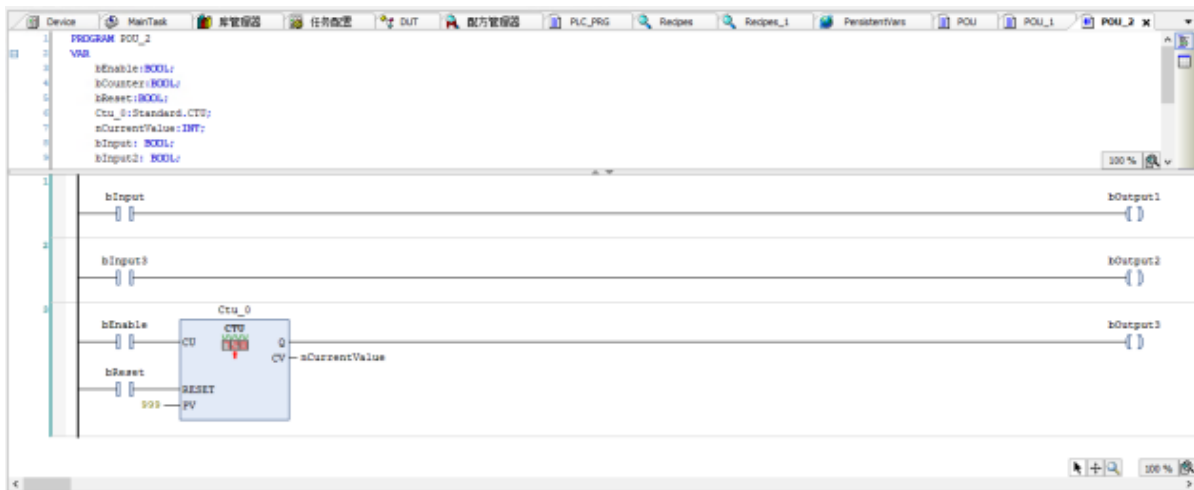 Device MainTask 库管理器 任务配置 DUT 配方管理器 PLC_PRG Recipes Recipes_1 PersistentVars POU POU_1 POU_2
1 PROGRAM POU_2
2 VAR
3 bEnable:BOOL;
4 bCounter:BOOL;
5 bReset:BOOL;
6 Ctu_0:Standard.CTU;
7 nCurrentValue:INT;
8 bInput: BOOL;
9 bInput2: BOOL;
100 %
1
bInput bOutput1
2
bInput3 bOutput2
3
Ctu_0
bEnable CTU bOutput3
CU Q
CV nCurrentValue
bReset
RESET
999 PV
100 %